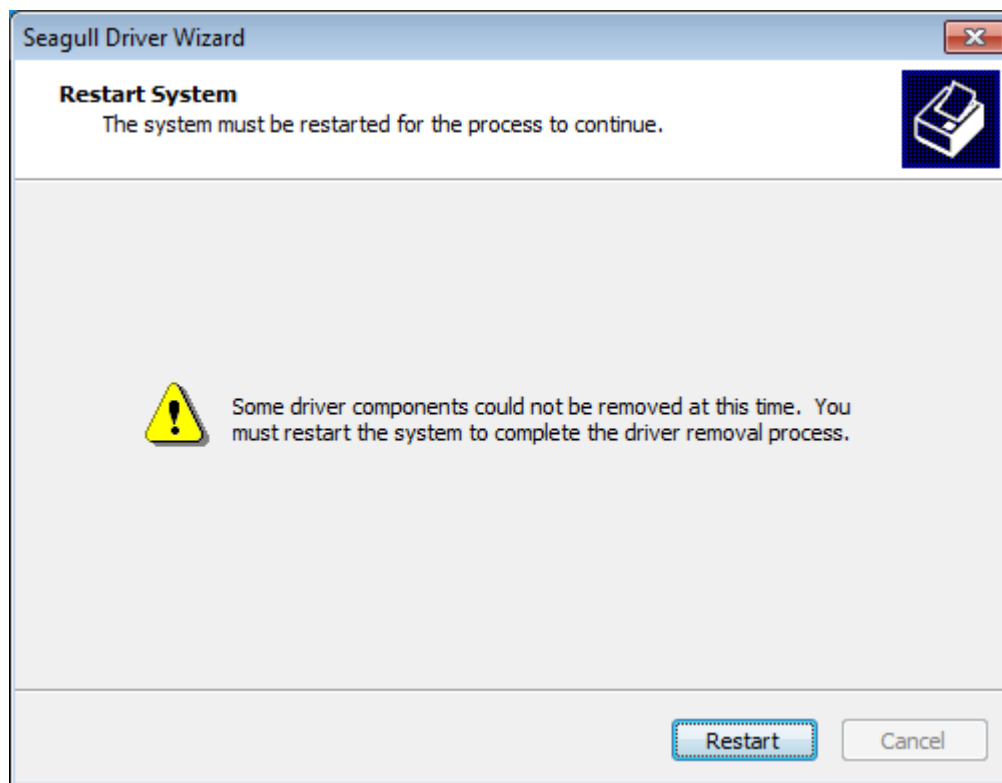 Seagull Driver Wizard
Restart System
The system must be restarted for the process to continue.
Some driver components could not be removed at this time.  You
must restart the system to complete the driver removal process.
Restart
Cancel